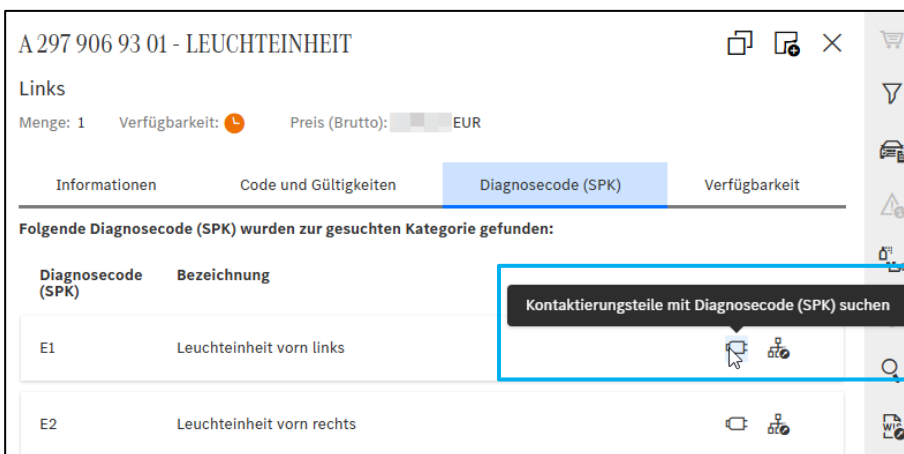 A 297 906 93 01 - LEUCHTEINHEIT
Links
Menge: 1 Verfügbarkeit: Preis (Brutto): EUR
Informationen Code und Gültigkeiten Diagnosecode (SPK) Verfügbarkeit
Folgende Diagnosecode (SPK) wurden zur gesuchten Kategorie gefunden:
Diagnosecode (SPK) Bezeichnung
Kontaktierungsteile mit Diagnosecode (SPK) suchen
E1 Leuchteinheit vorn links
E2 Leuchteinheit vorn rechts
WIS